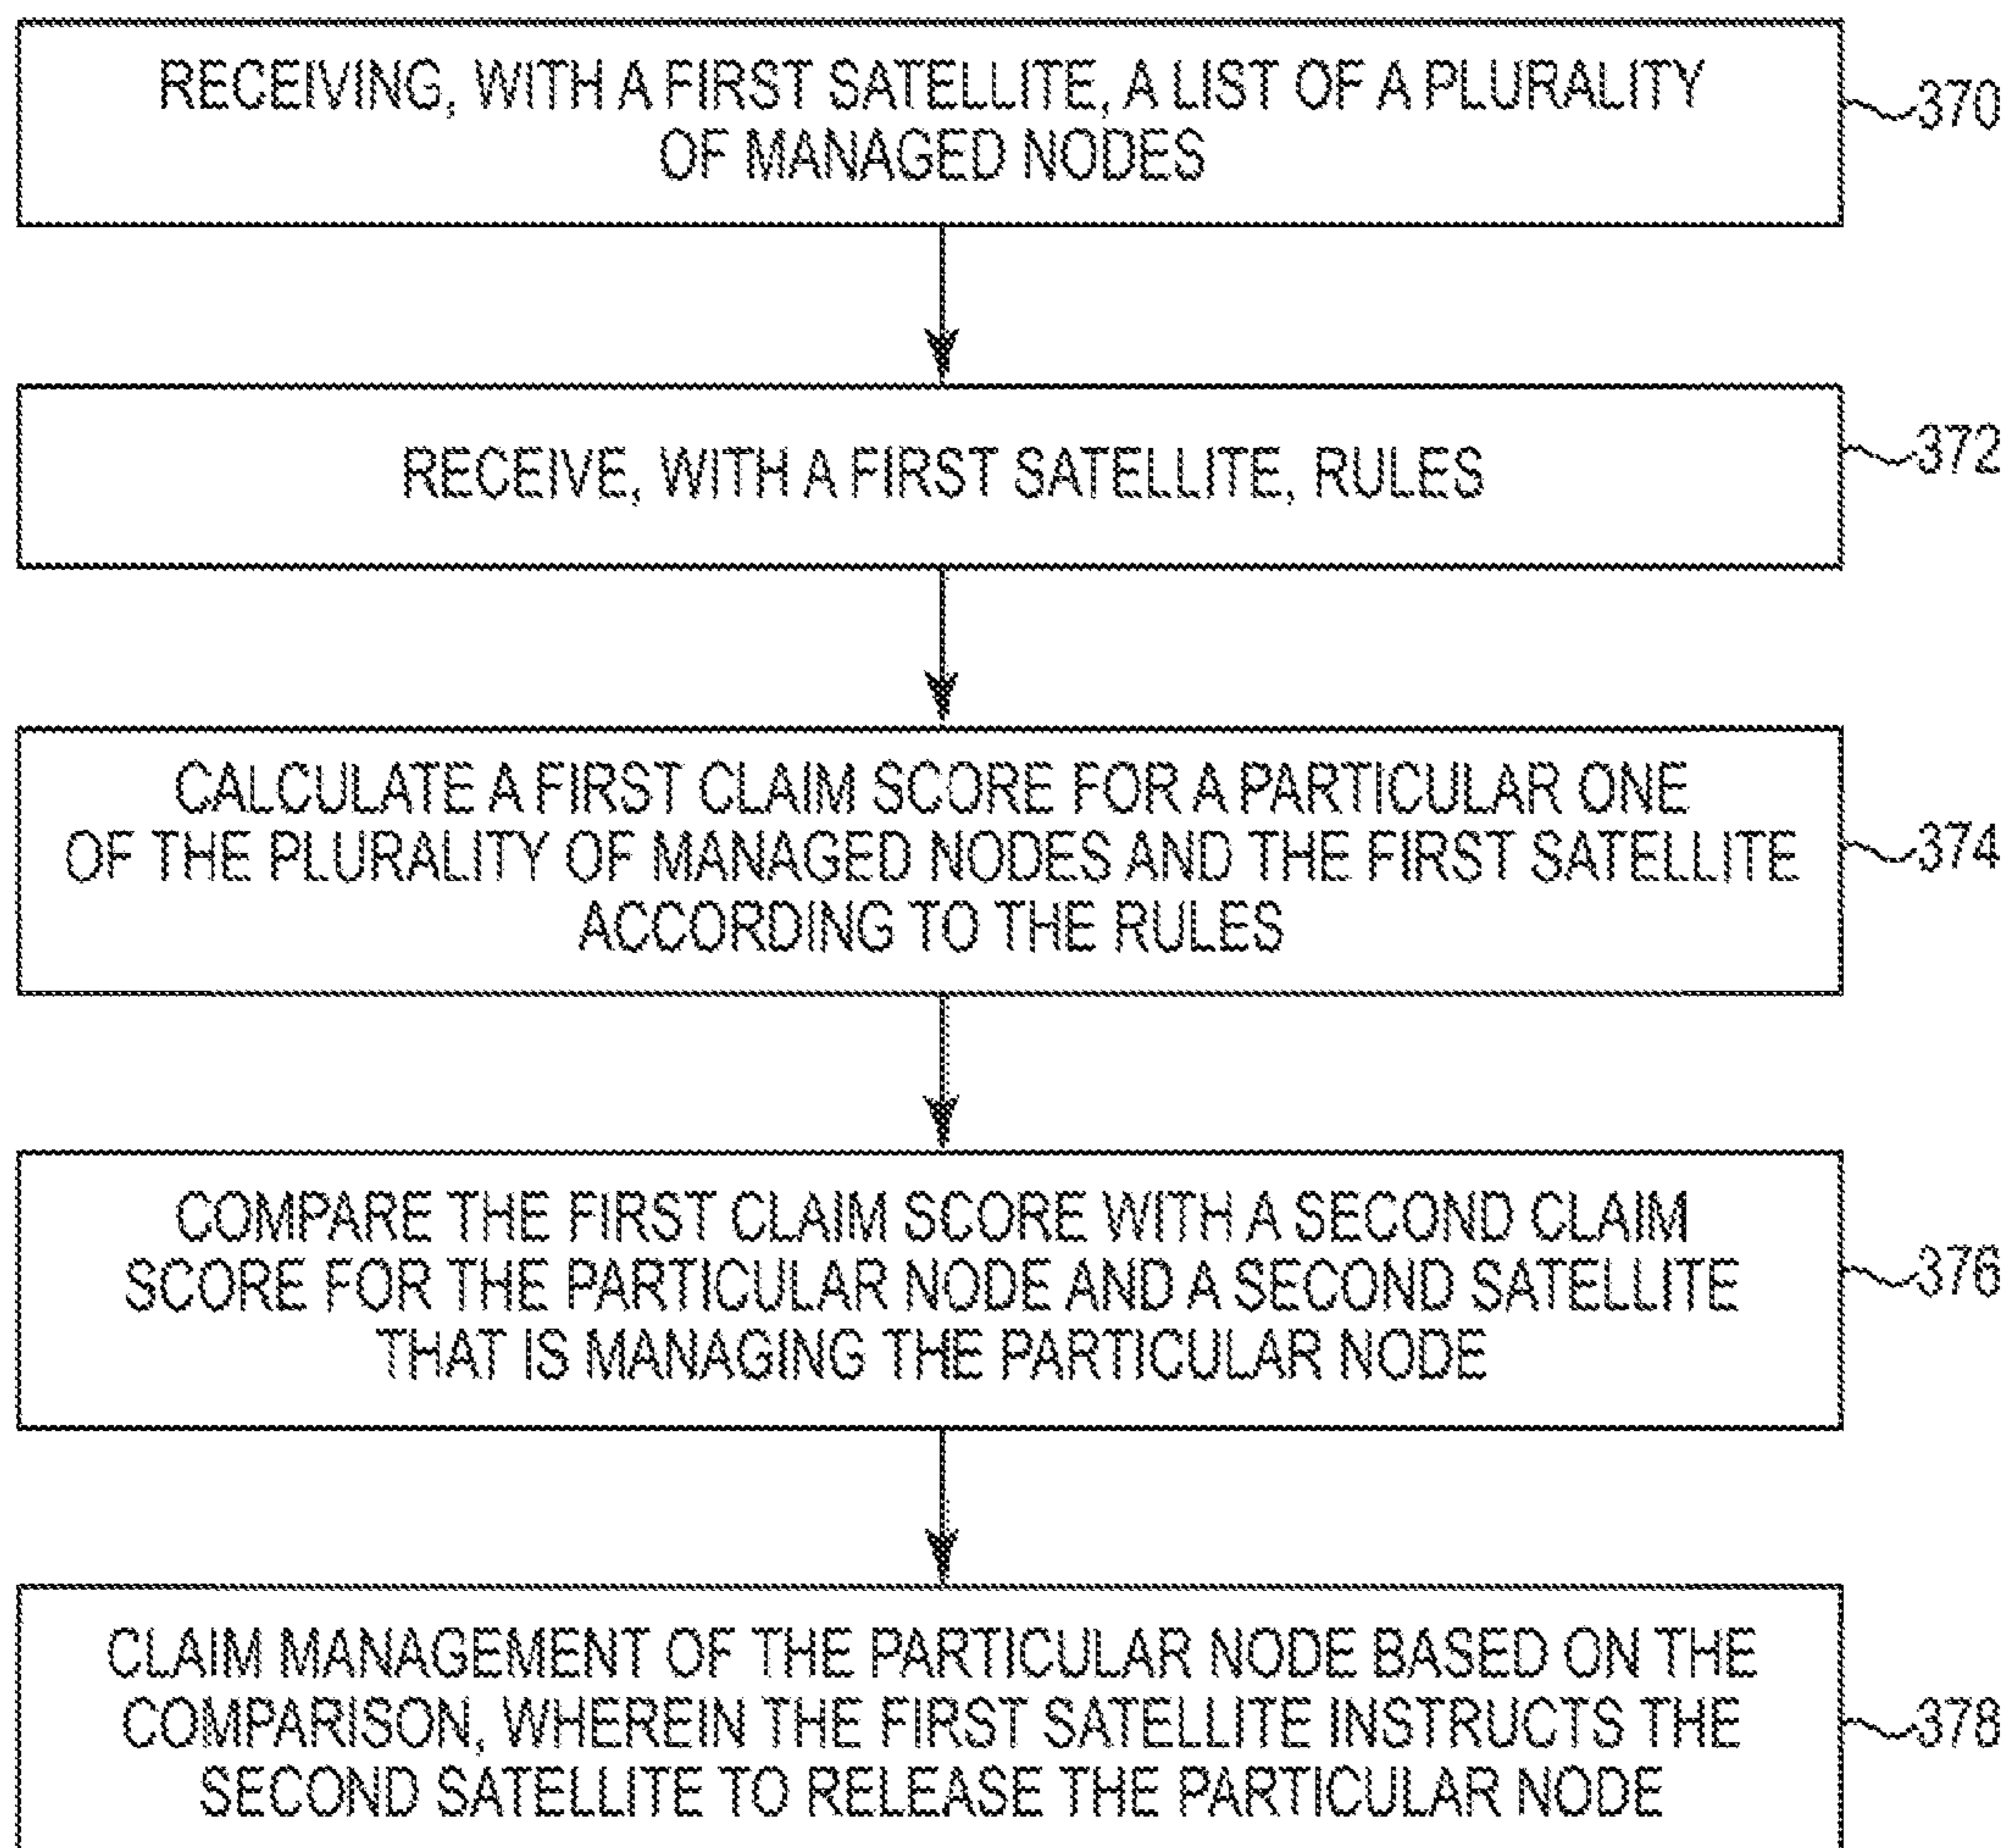 RECEIVING, WITH A FIRST SATELLITE, A LIST OF A PLURALITY
OF MANAGED NODES
370
RECEIVE, WITH A FIRST SATELLITE, RULES
372
CALCULATE A FIRST CLAIM SCORE FOR A PARTICULAR ONE
OF THE PLURALITY OF MANAGED NODES AND THE FIRST SATELLITE
ACCORDING TO THE RULES
374
COMPARE THE FIRST CLAIM SCORE WITH A SECOND CLAIM
SCORE FOR THE PARTICULAR NODE AND A SECOND SATELLITE
THAT IS MANAGING THE PARTICULAR NODE
376
CLAIM MANAGEMENT OF THE PARTICULAR NODE BASED ON THE
COMPARISON, WHEREIN THE FIRST SATELLITE INSTRUCTS THE
SECOND SATELLITE TO RELEASE THE PARTICULAR NODE
378